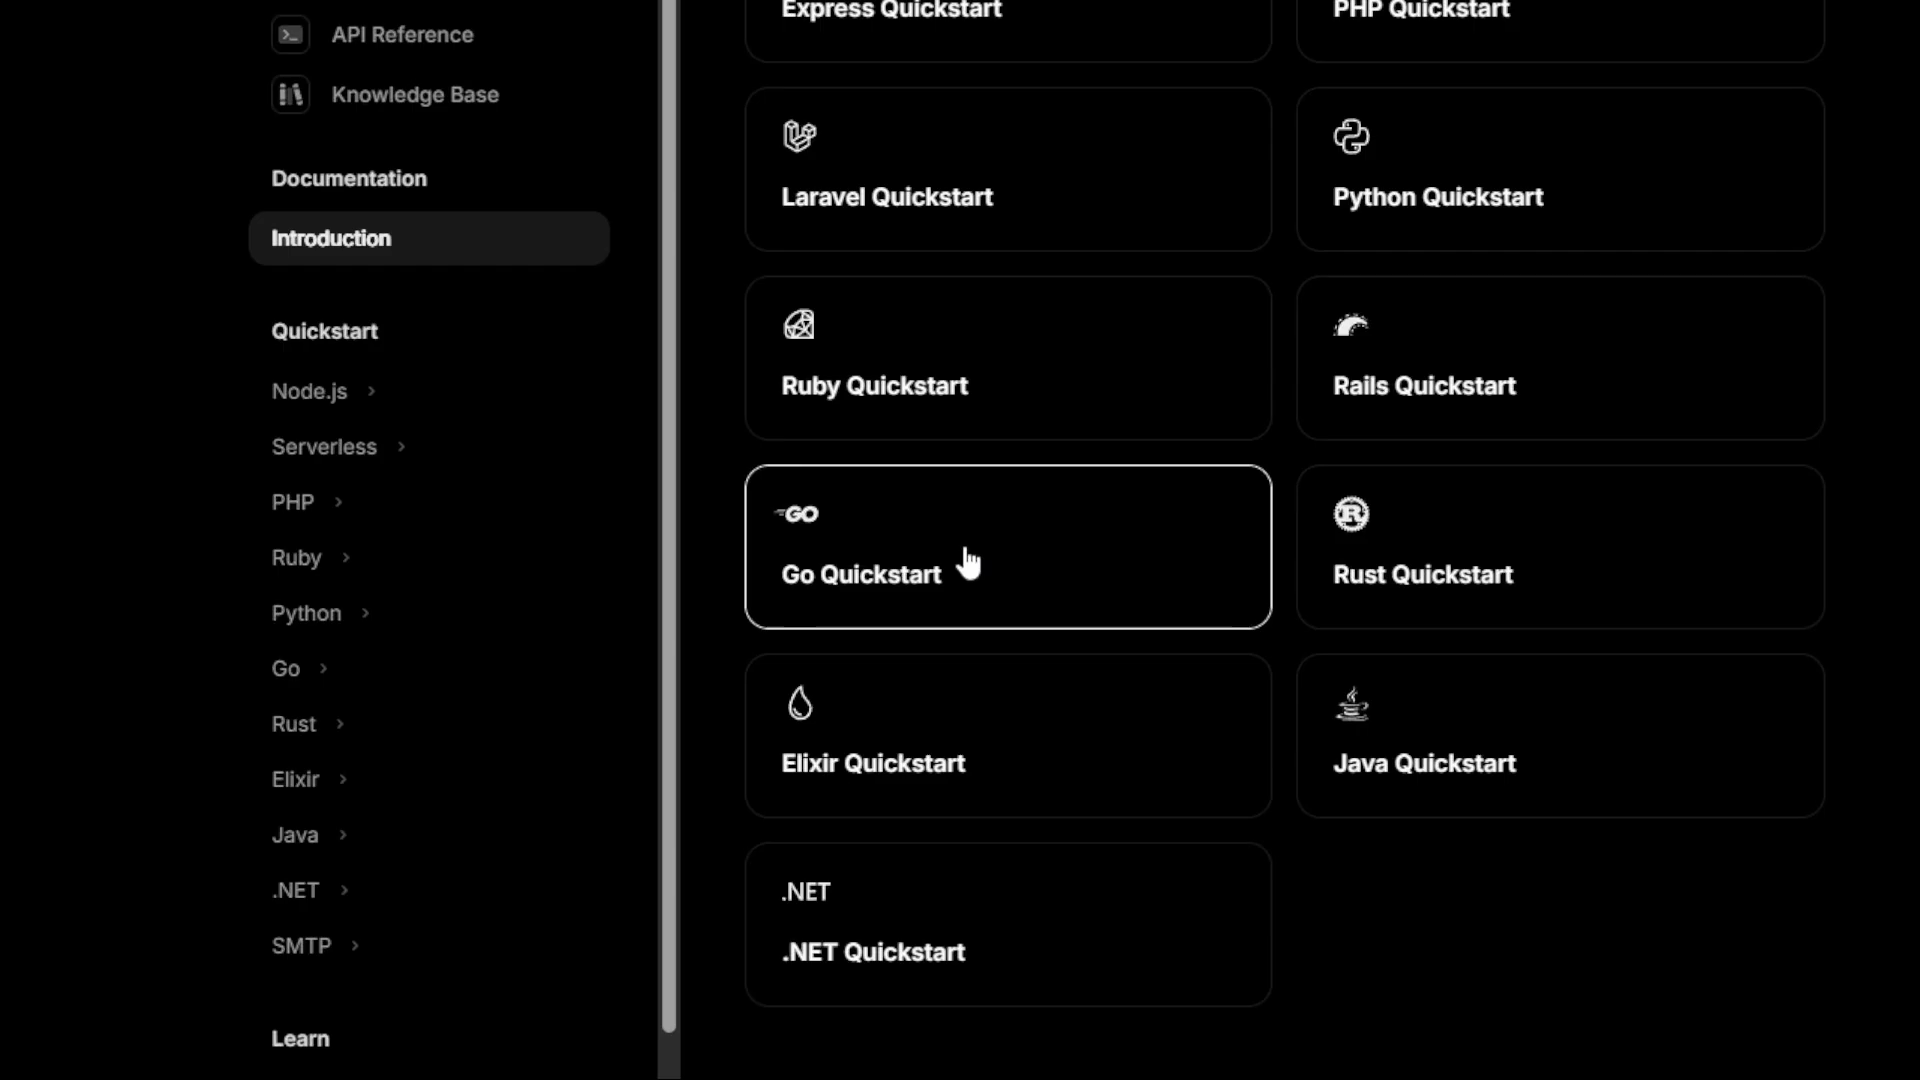 API Reference
Knowledge Base
Documentation
Introduction
Quickstart
Node.js
Serverless
PHP
Ruby
Python
Go
Rust
Elixir
Java
.NET
SMTP
Learn
Express Quickstart
PHP Quickstart
Laravel Quickstart
Python Quickstart
Ruby Quickstart
Rails Quickstart
GO
Go Quickstart
R
Rust Quickstart
Elixir Quickstart
Java Quickstart
.NET
.NET Quickstart